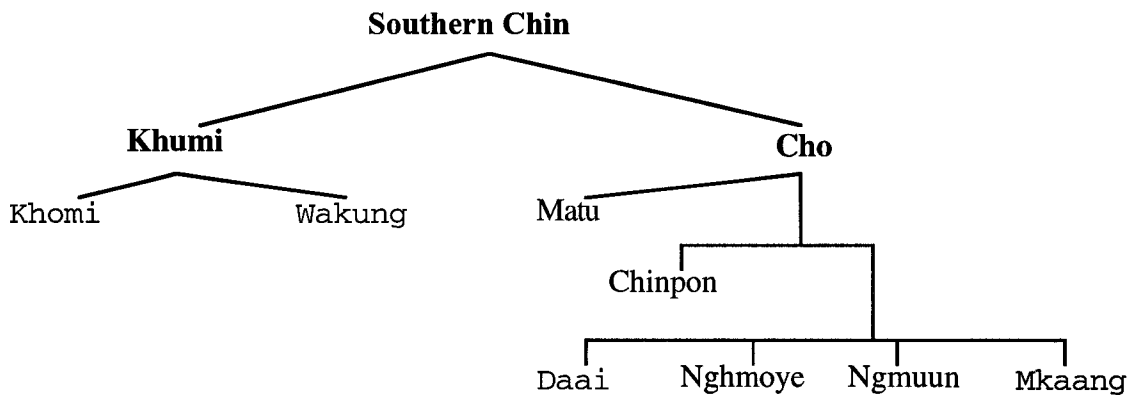 Southern Chin
Khumi
Cho
Khomi
Wakung
Matu
Chinpon
Daai
Nghmoye
Ngmuun
Mkaang